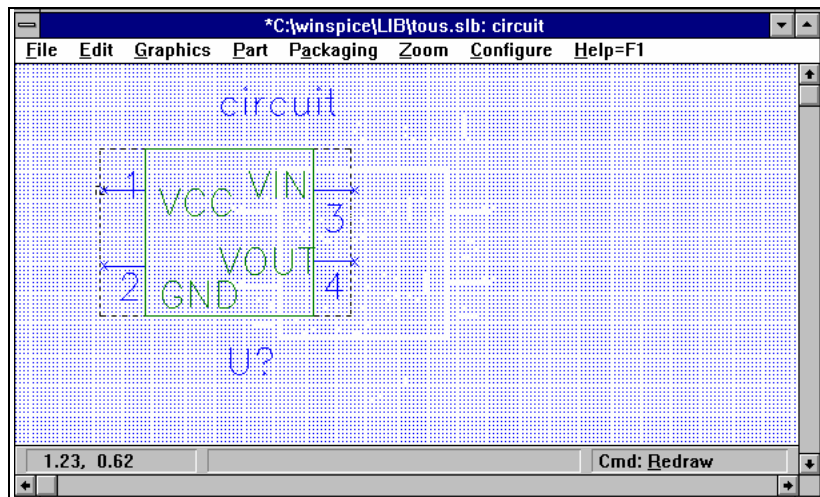 *C:\winspice\LIB\tous.slb: circuit
File Edit Graphics Part Packaging Zoom Configure Help=F1
circuit
1 VCC VIN 3
2 GND VOUT 4
U?
1.23, 0.62 Cmd: Redraw